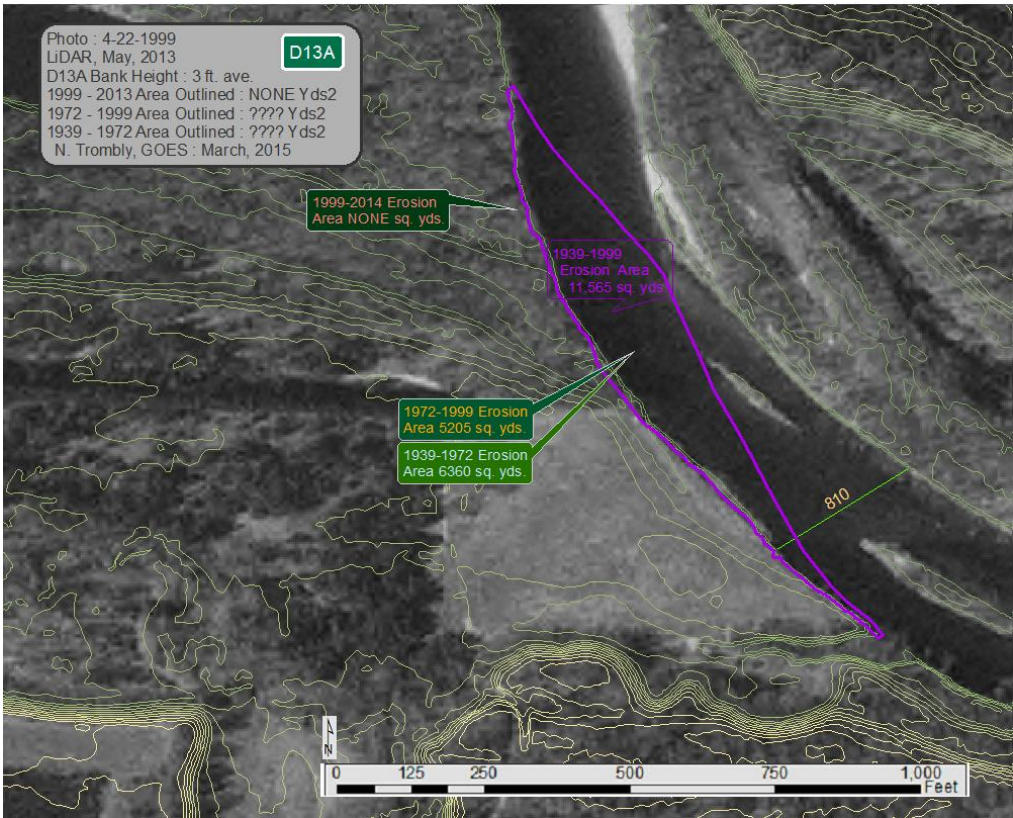 Photo : 4-22-1999
D13A
LiDAR, May, 2013
D13A Bank Height : 3 ft. ave.
1999 - 2013 Area Outlined : NONE Yds2
1972 - 1999 Area Outlined : ???? Yds2
1939 - 1972 Area Outlined : ???? Yds2
N. Trombly, GOES : March, 2015
1999-2014 Erosion
Area NONE sq. yds.
1939-1999
Erosion Area
11,565 sq. yds
1972-1999 Erosion
Area 5205 sq. yds.
1939-1972 Erosion
Area 6360 sq. yds.
810
N
0 125 250 500 750 1,000
Feet